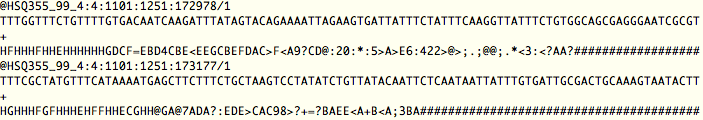 @HSQ355_99_4:4:1101:1251:172978/1
TTTGGTTTCTGTTTTGTGACAATCAAGATTTATAGTACAGAAAATTAGAAGTGATTATTTCTATTTCAAGGTTATTTCTGTGGCAGCGAGGGAATCGCGT
+
HFHHHFHHEHHHHHHGDCF=EBD4CBE<EEGCBEFDAC>F<A9?CD@:20:*:5>A>E6:422>@>;.;@@;.*<3:<?AA?##################
@HSQ355_99_4:4:1101:1251:173177/1
TTTCGCTATGTTTCATAAAATGAGCTTCTTTCTGCTAAGTCCTATATCTGTTATACAATTCTCAATAATTATTTGTGATTGCGACTGCAAAGTAATACTT
+
HGHHHFGFHHHEHFFHHECGHH@GA@7ADA?:EDE>CAC98>?+=?BAEE<A+B<A;3BA########################################